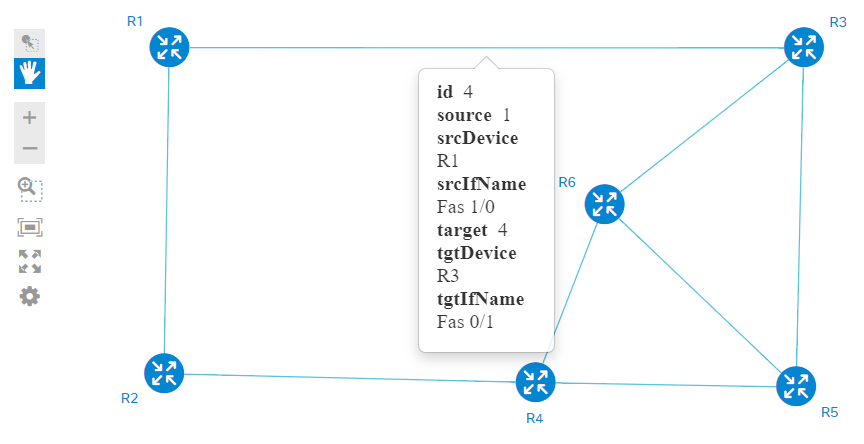 R1
R3
id 4
source 1
srcDevice
R1
srcIfName
Fas 1/0
target 4
tgtDevice
R3
tgtIfName
Fas 0/1
R6
R2
R4
R5